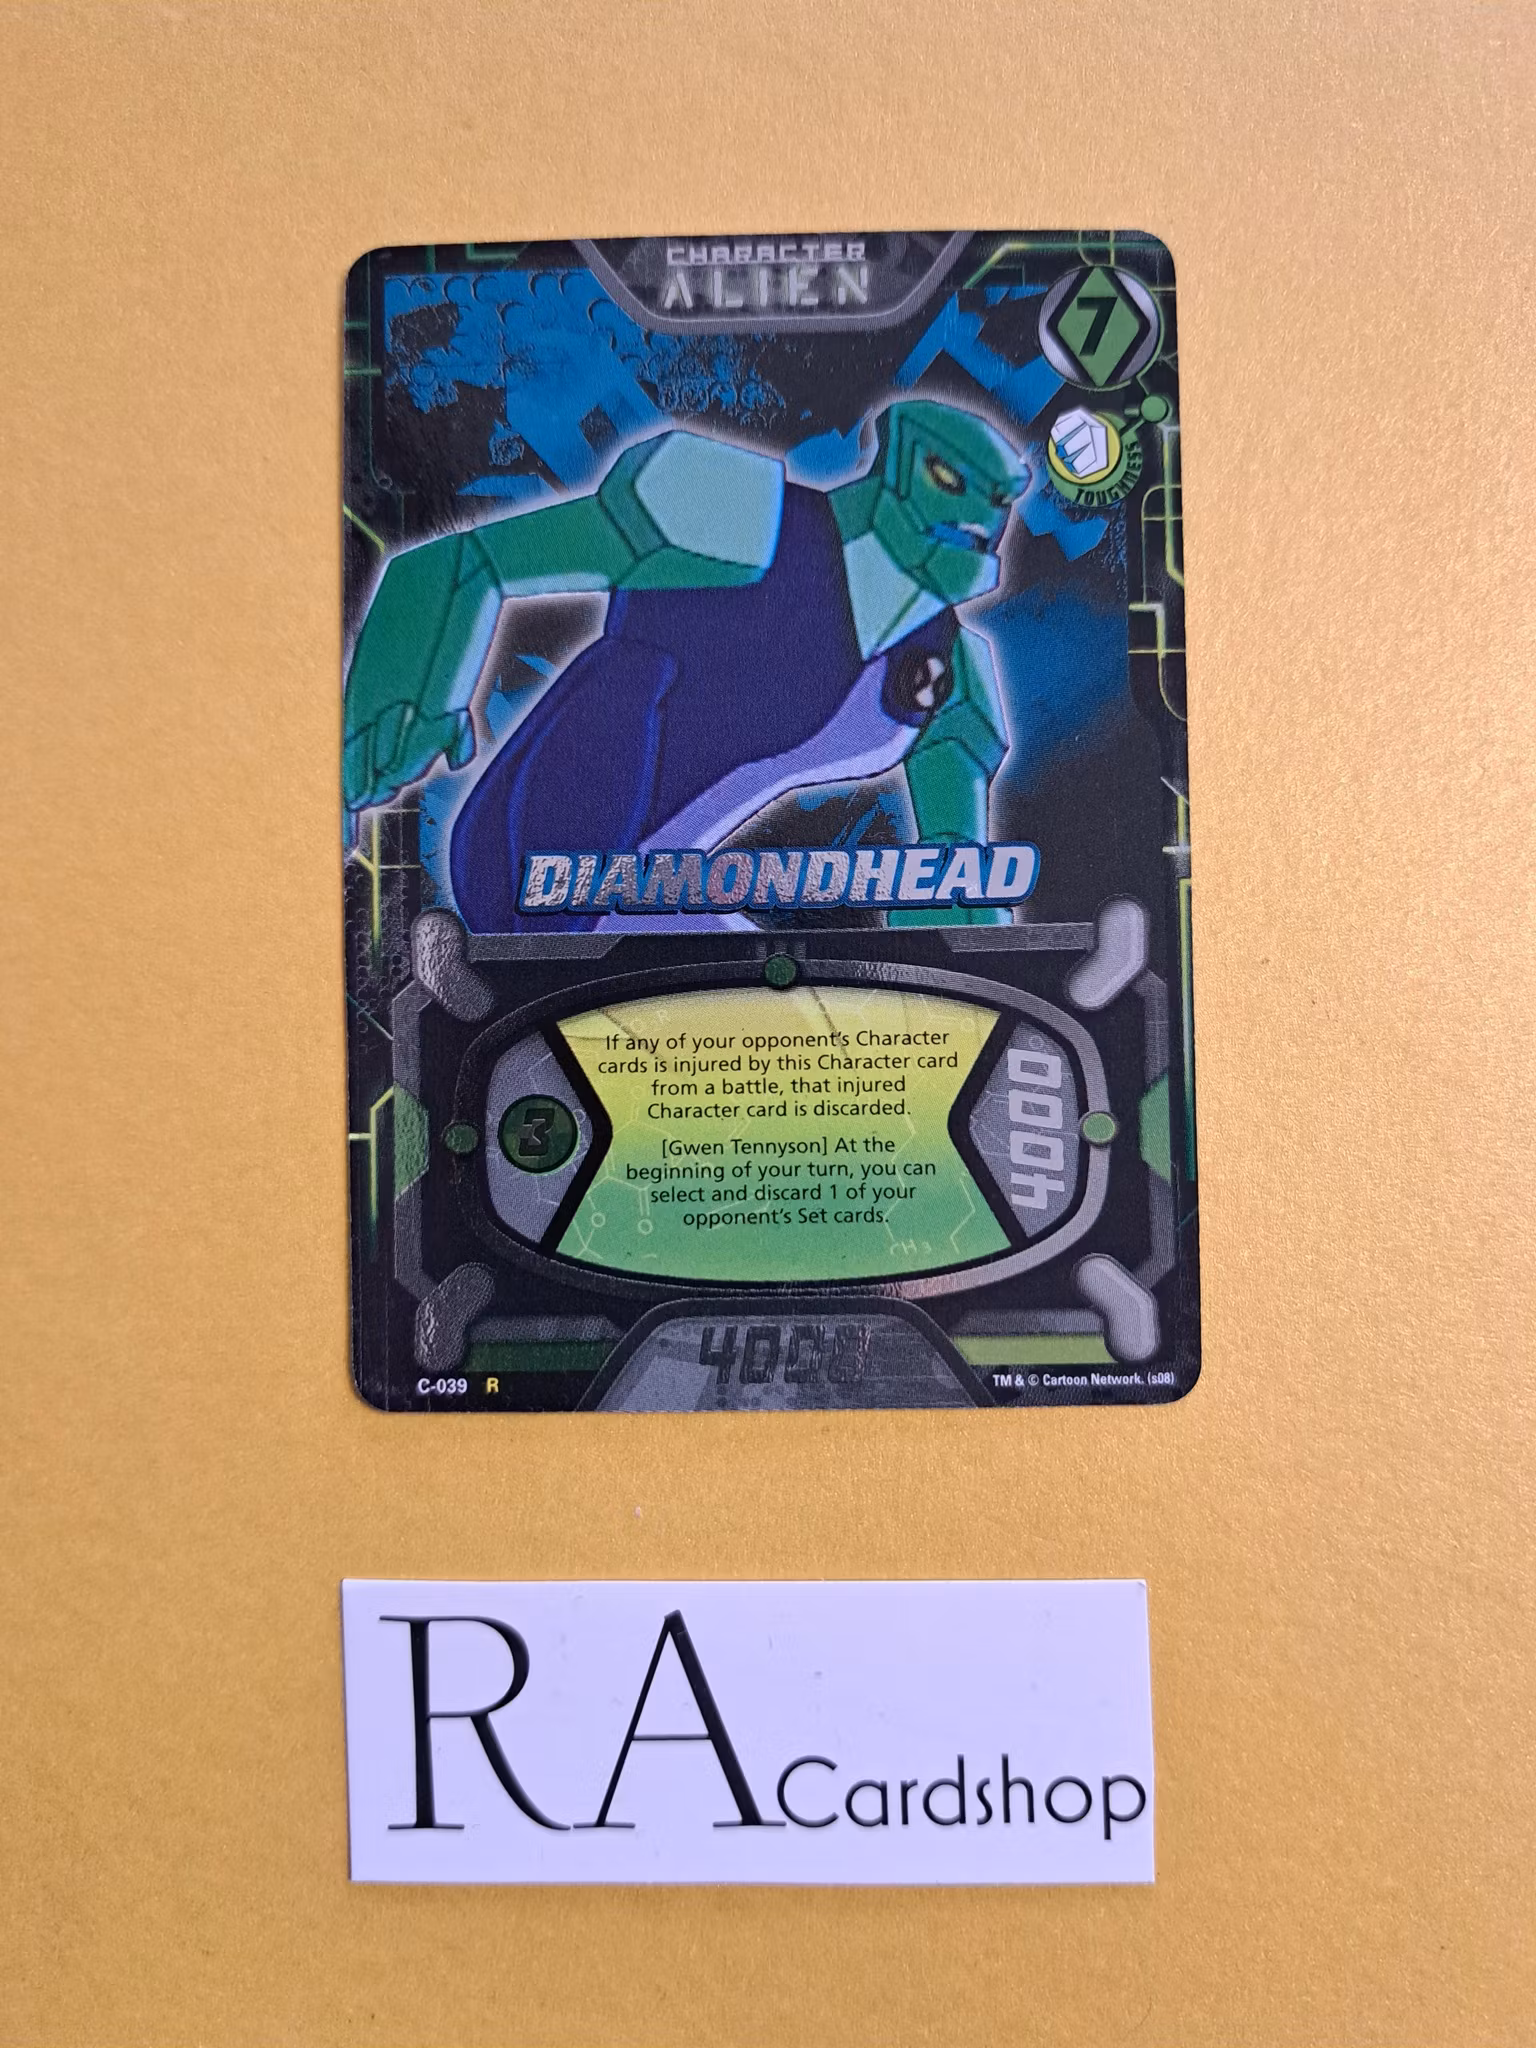 CHARACTER
ALIEN
7
TOUGHNESS
DIAMONDHEAD
If any of your opponent's Character
cards is injured by this Character card
from a battle, that injured
Character card is discarded.
[Gwen Tennyson] At the
beginning of your turn, you can
select and discard 1 of your
opponent's Set cards.
3
4000
CH3
C-039 R
TM & © Cartoon Network. (s08)
RA Cardshop